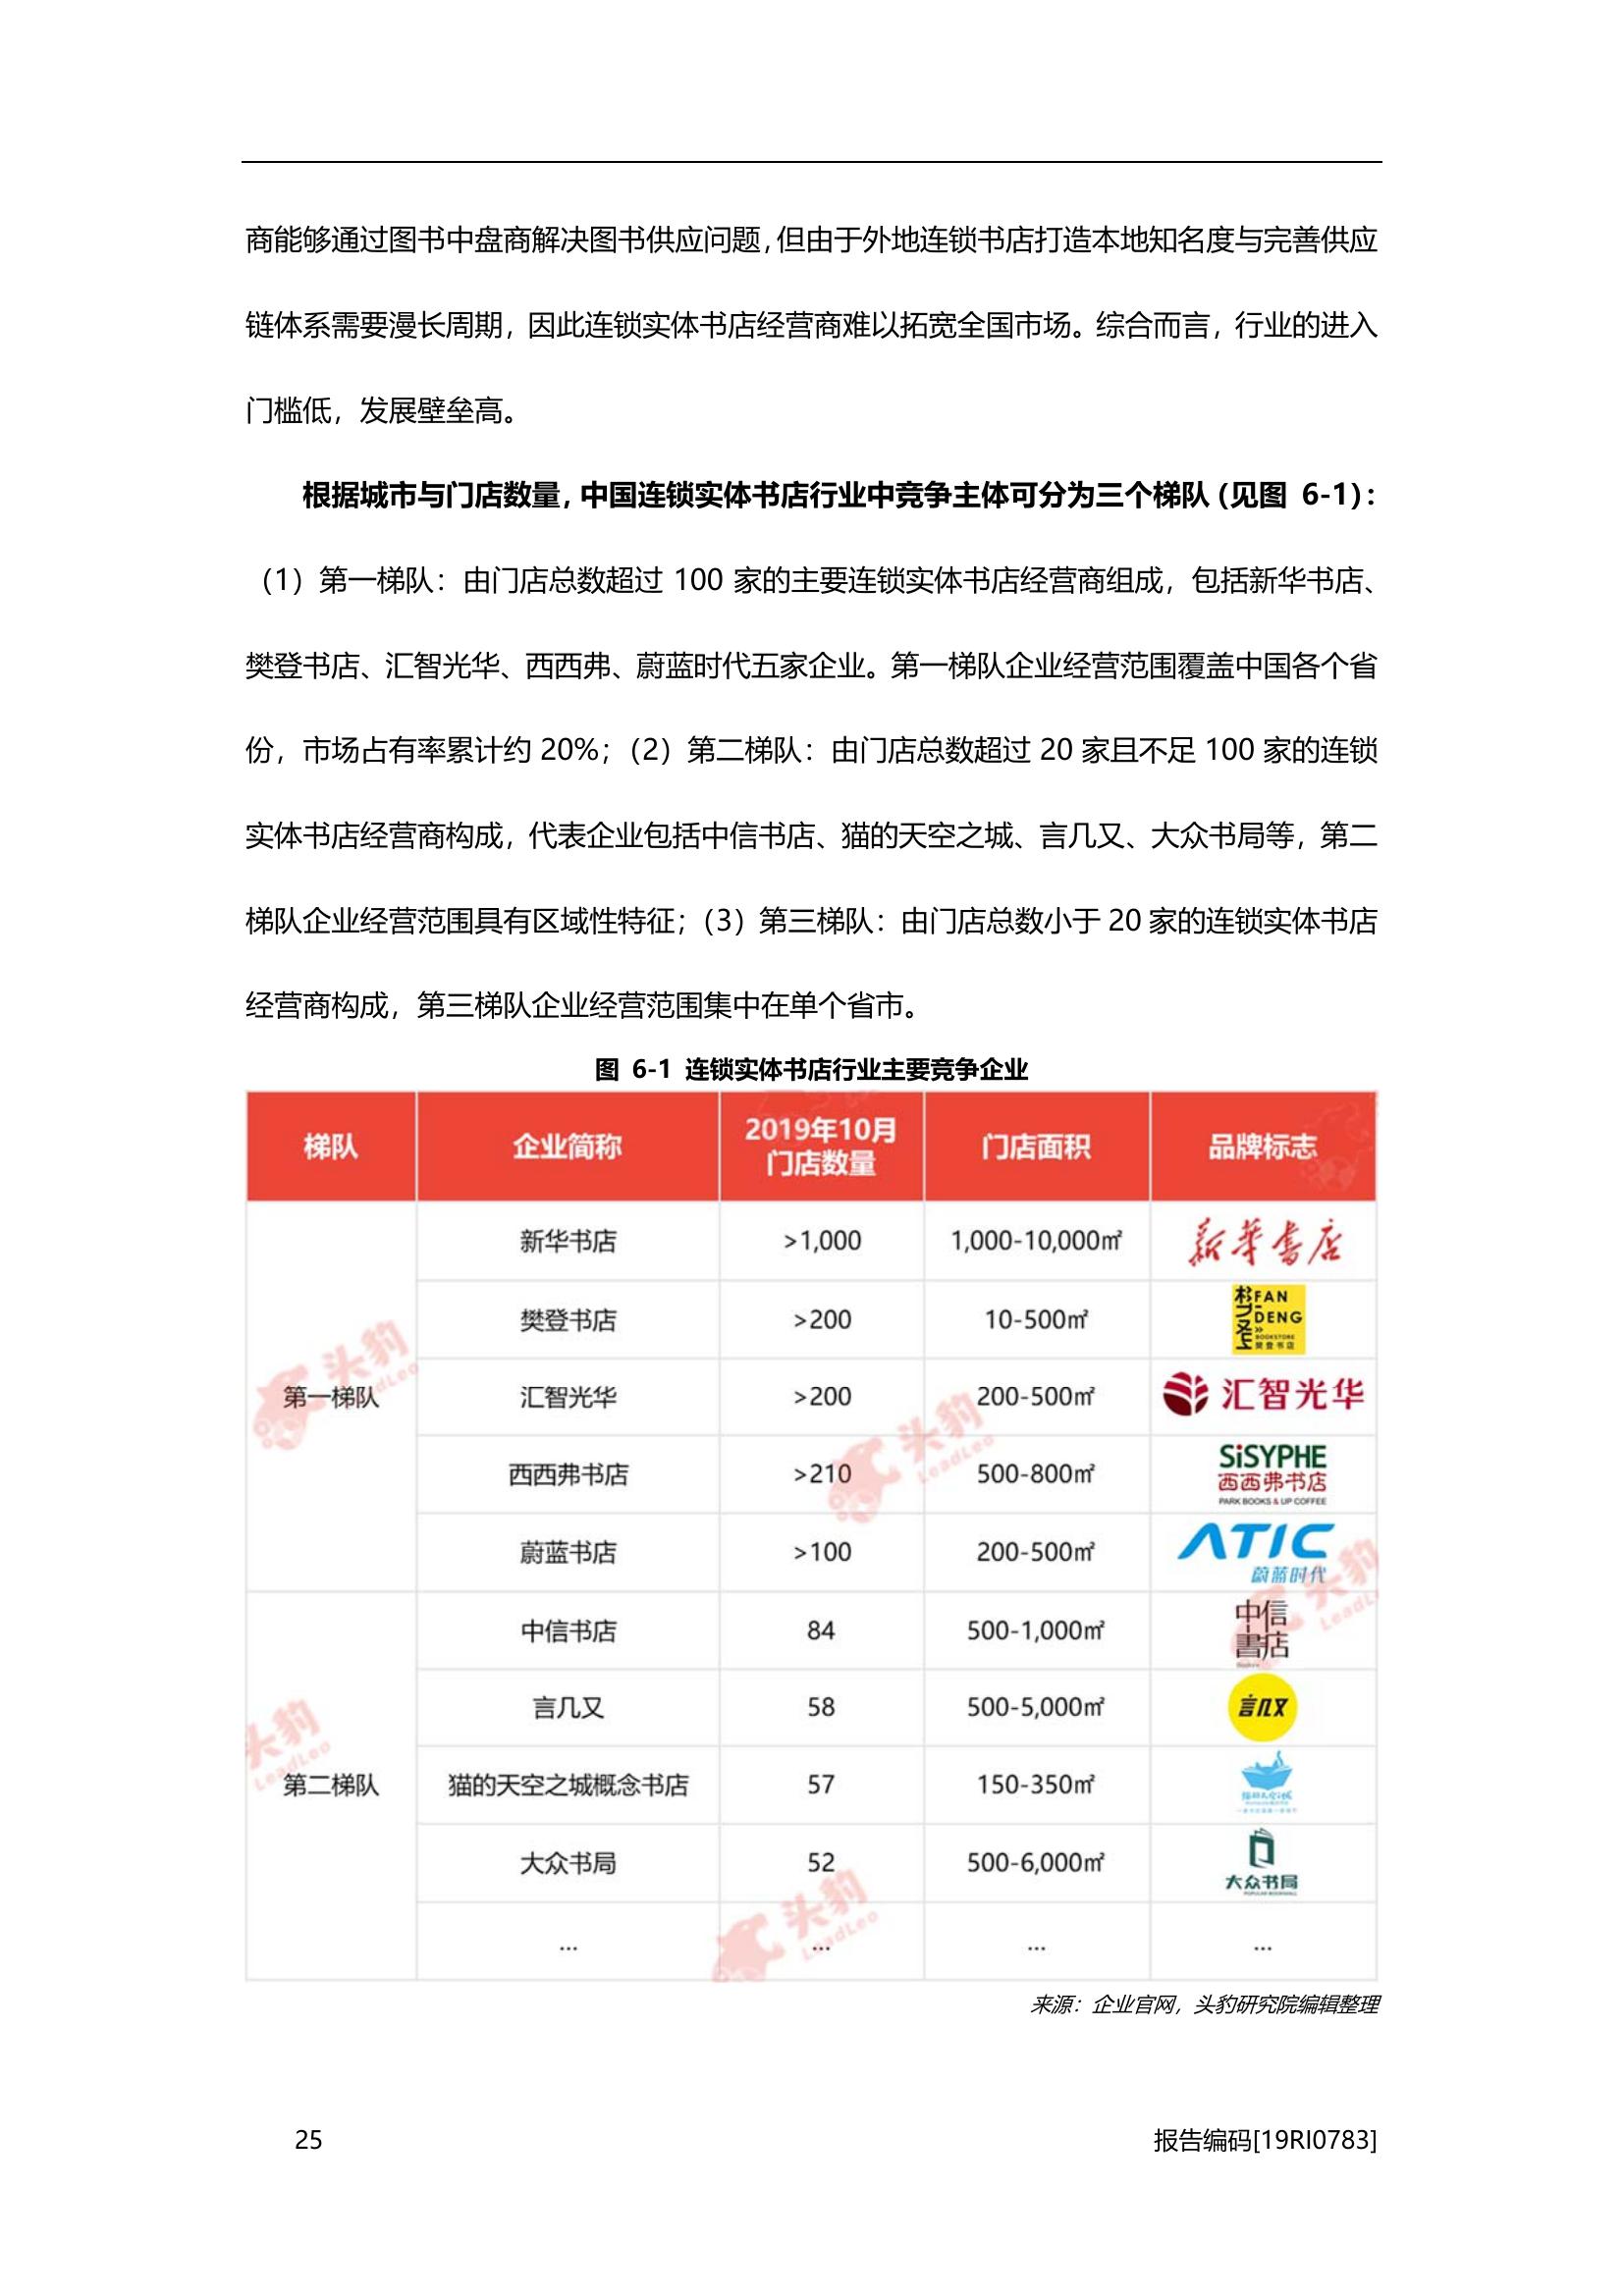 商能够通过图书中盘商解决图书供应问题，但由于外地连锁书店打造本地知名度与完善供应
链体系需要漫长周期，因此连锁实体书店经营商难以拓宽全国市场。综合而言，行业的进入
门槛低，发展壁垒高。
根据城市与门店数量，中国连锁实体书店行业中竞争主体可分为三个梯队（见图 6-1）：
（1）第一梯队：由门店总数超过 100 家的主要连锁实体书店经营商组成，包括新华书店、
樊登书店、汇智光华、西西弗、蔚蓝时代五家企业。第一梯队企业经营范围覆盖中国各个省
份，市场占有率累计约 20%；（2）第二梯队：由门店总数超过 20 家且不足 100 家的连锁
实体书店经营商构成，代表企业包括中信书店、猫的天空之城、言几又、大众书局等，第二
梯队企业经营范围具有区域性特征；（3）第三梯队：由门店总数小于 20 家的连锁实体书店
经营商构成，第三梯队企业经营范围集中在单个省市。
图 6-1 连锁实体书店行业主要竞争企业
梯队 企业简称 2019年10月门店数量 门店面积 品牌标志
第一梯队
新华书店 >1,000 1,000-10,000㎡ 新華書店
樊登书店 >200 10-500㎡ FAN DENG BOOKSTORE 樊登书店
汇智光华 >200 200-500㎡ 汇智光华
西西弗书店 >210 500-800㎡ SiSYPHE 西西弗书店 PARK BOOKS & UP COFFEE
蔚蓝书店 >100 200-500㎡ ATIC 蔚蓝时代
第二梯队
中信书店 84 500-1,000㎡ 中信書店
言几又 58 500-5,000㎡ 言几又
猫的天空之城概念书店 57 150-350㎡ 猫的天空之城
大众书局 52 500-6,000㎡ 大众书局
... ... ... ...
头豹 LeadLeo
头豹 LeadLeo
头豹 LeadLeo
头豹 LeadLeo
头豹 LeadLeo
来源：企业官网，头豹研究院编辑整理
25
报告编码[19RI0783]